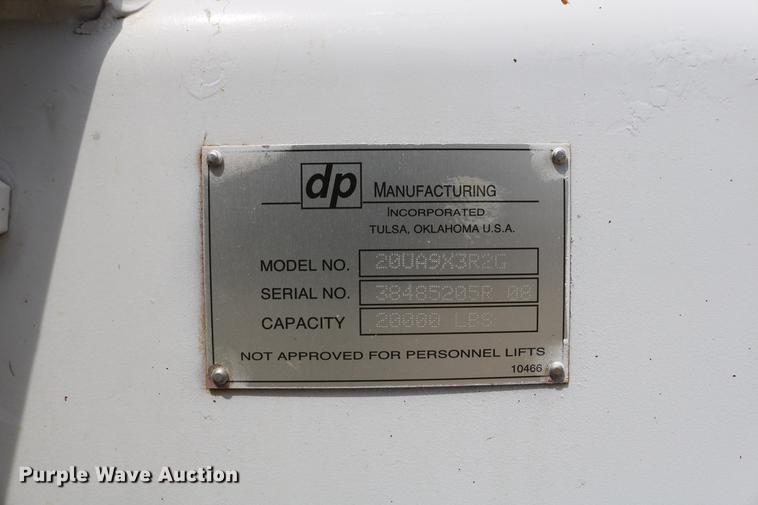 dp MANUFACTURING
INCORPORATED
TULSA, OKLAHOMA U.S.A.
MODEL NO. 20UA9X3R2G
SERIAL NO. 38485205R 08
CAPACITY 20000 LBS
NOT APPROVED FOR PERSONNEL LIFTS
10466
Purple Wave Auction